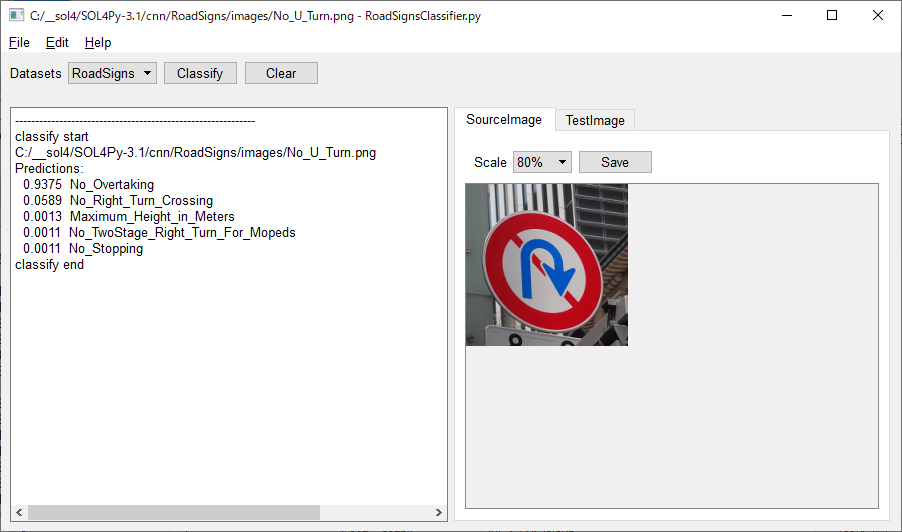 C:/__sol4/SOL4Py-3.1/cnn/RoadSigns/images/No_U_Turn.png - RoadSignsClassifier.py
File Edit Help
Datasets RoadSigns Classify Clear
SourceImage TestImage
Scale 80% Save
------------------------------------------------------------
classify start
C:/__sol4/SOL4Py-3.1/cnn/RoadSigns/images/No_U_Turn.png
Predictions:
0.9375 No_Overtaking
0.0589 No_Right_Turn_Crossing
0.0013 Maximum_Height_in_Meters
0.0011 No_TwoStage_Right_Turn_For_Mopeds
0.0011 No_Stopping
classify end